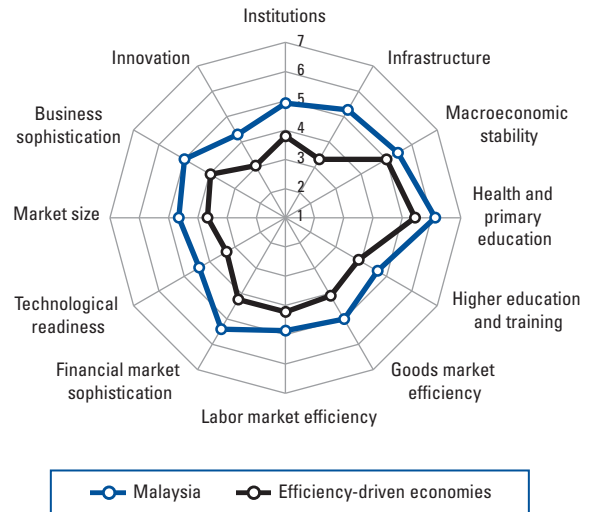 Institutions
7
Innovation
6
Infrastructure
5
Business
sophistication
4
Macroeconomic
stability
3
2
Market size
1
Health and
primary
education
Technological
readiness
Higher education
and training
Financial market
sophistication
Goods market
efficiency
Labor market efficiency
Malaysia
Efficiency-driven economies